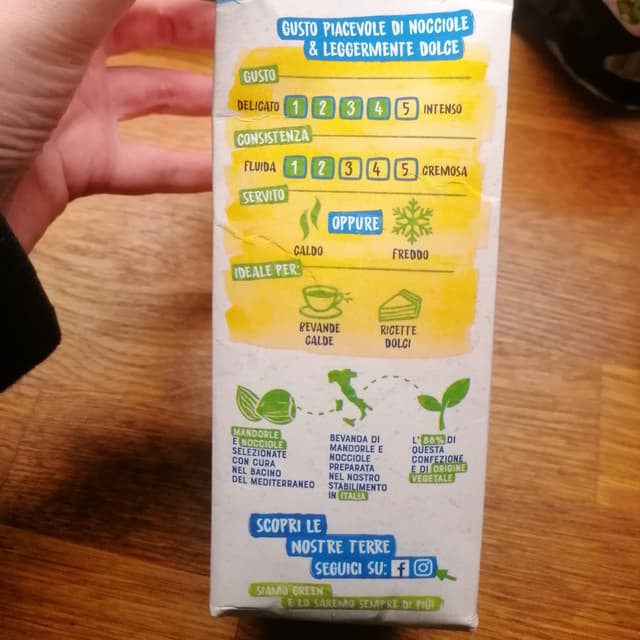 GUSTO PIACEVOLE DI NOCCIOLE
& LEGGERMENTE DOLCE
GUSTO
DELICATO 1 2 3 4 5 INTENSO
CONSISTENZA
FLUIDA 1 2 3 4 5 CREMOSA
SERVITO
OPPURE
CALDO FREDDO
IDEALE PER:
BEVANDE
CALDE
RICETTE
DOLCI
MANDORLE
E NOCCIOLE
SELEZIONATE
CON CURA
NEL BACINO
DEL MEDITERRANEO
BEVANDA DI
MANDORLE E
NOCCIOLE
PREPARATA
NEL NOSTRO
STABILIMENTO
IN ITALIA
L'88% DI
QUESTA
CONFEZIONE
E DI ORIGINE
VEGETALE
SCOPRI LE
NOSTRE TERRE
SEGUICI SU:
SIAMO GREEN
E LO SAREMO SEMPRE DI PIÙ!